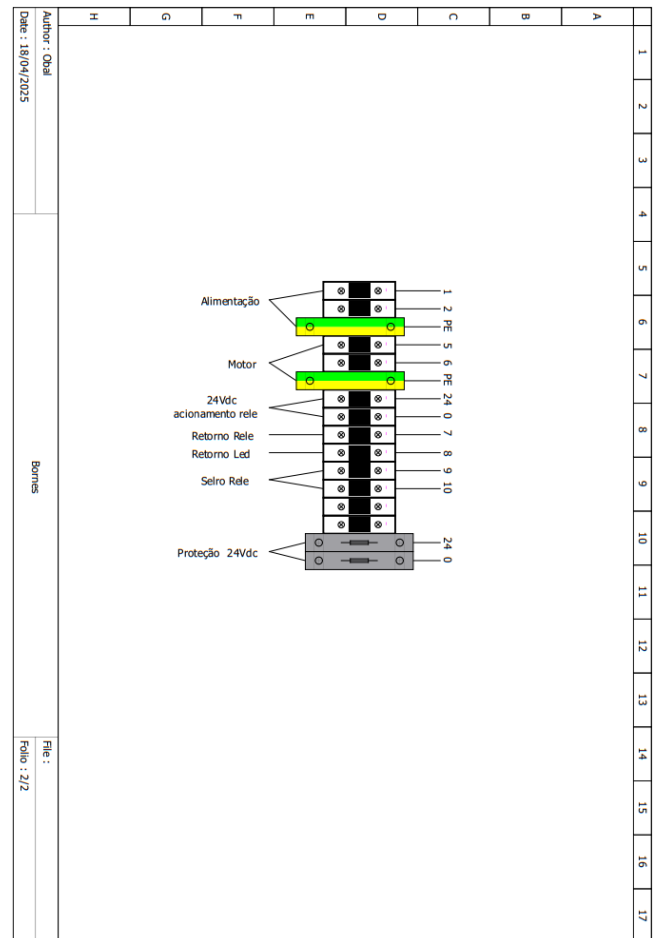 A
B
C
D
E
F
G
H
1
2
3
4
5
6
7
8
9
10
11
12
13
14
15
16
17
Alimentação
Motor
24Vdc
acionamento rele
Retorno Rele
Retorno Led
Selro Rele
Proteção 24Vdc
1
2
PE
5
6
PE
24
0
7
8
9
10
24
0
Author : Obal
Date : 18/04/2025
Bornes
File :
Folio : 2/2